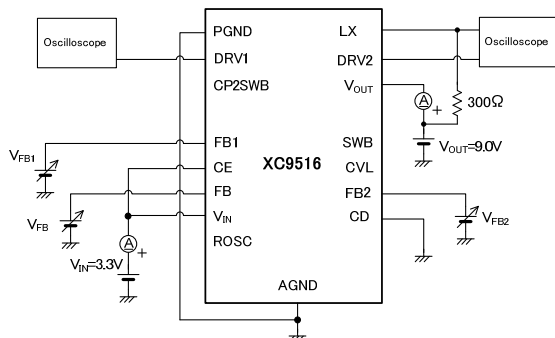 Oscilloscope
PGND
DRV1
CP2SWB
FB1
CE
FB
VIN
ROSC
XC9516
AGND
LX
DRV2
VOUT
SWB
CVL
FB2
CD
Oscilloscope
A +
300Ω
VOUT=9.0V
VFB1
VFB
A +
VIN=3.3V
VFB2